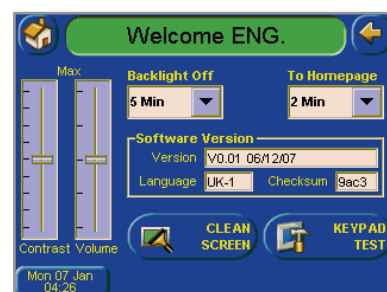 Welcome ENG.
Max
Backlight Off
To Homepage
5 Min
2 Min
Software Version
Version V0.01 06/12/07
Language UK-1 Checksum 9ac3
Contrast Volume
CLEAN
SCREEN
KEYPAD
TEST
Mon 07 Jan
04:26